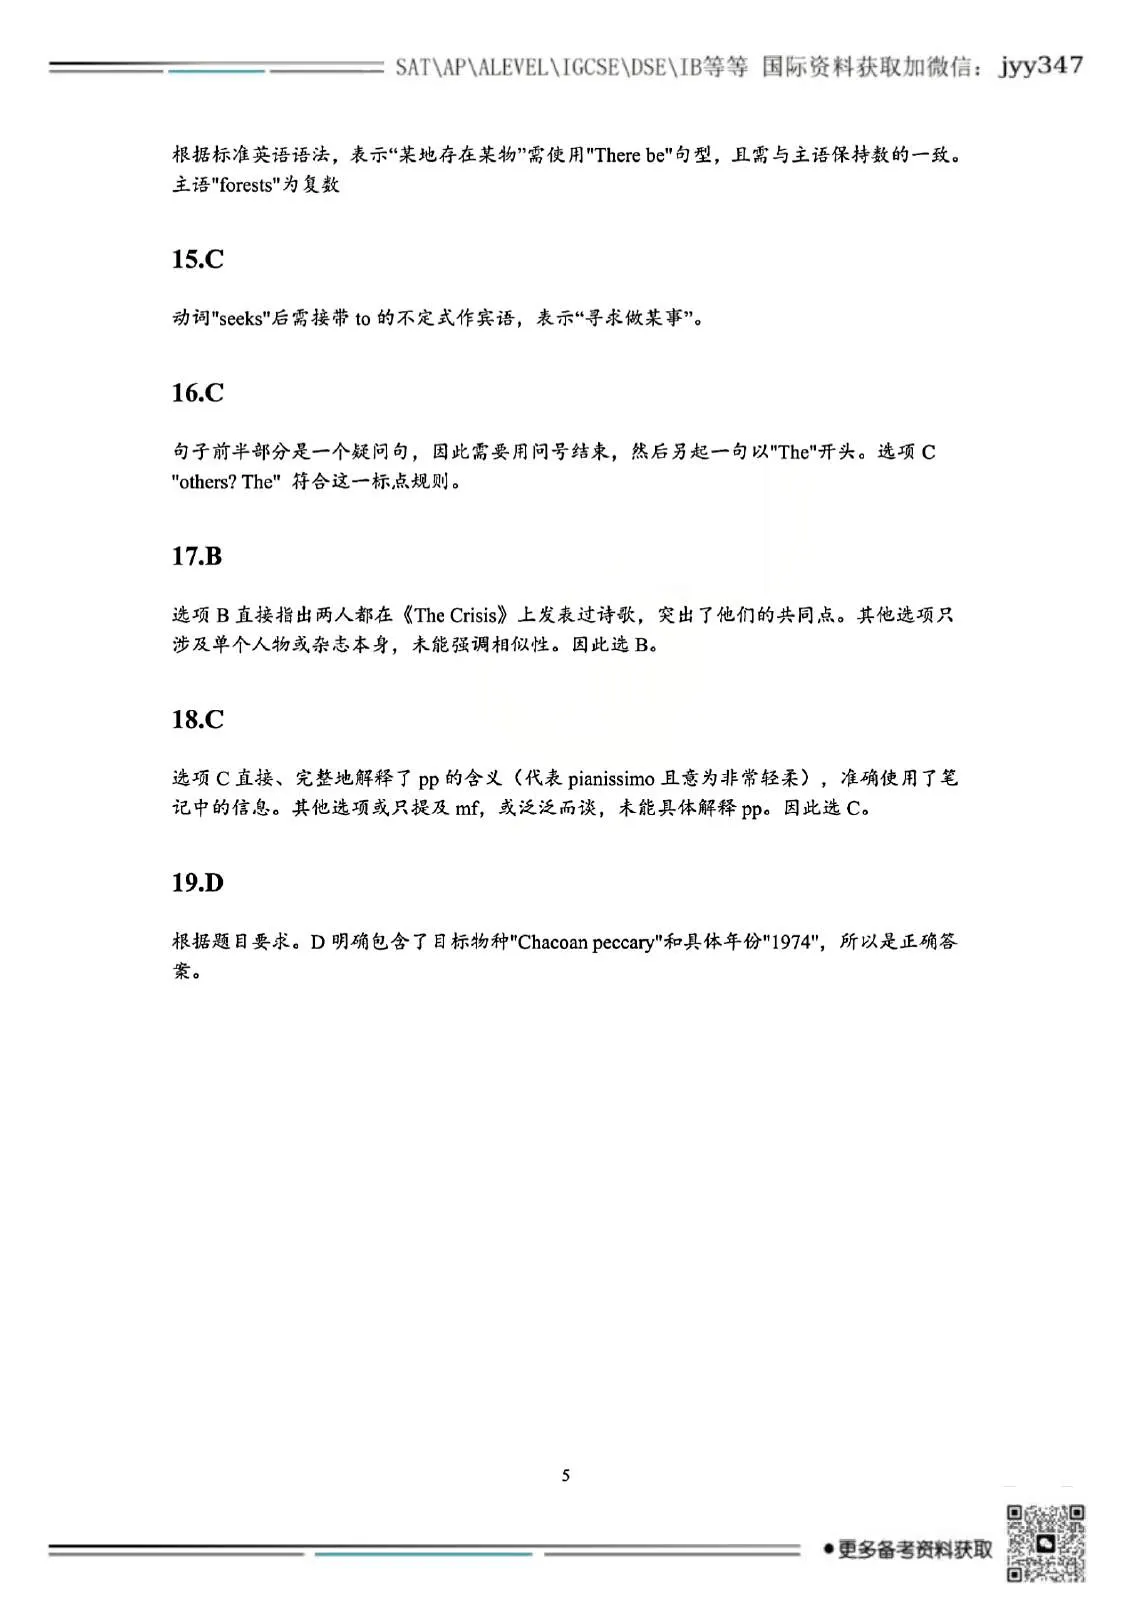 SAT\AP\ALEVEL\IGCSE\DSE\IB等等 国际资料获取加微信：jyy347
根据标准英语语法，表示“某地存在某物”需使用"There be"句型，且需与主语保持数的一致。
主语"forests"为复数
15.C
动词"seeks"后需接带 to 的不定式作宾语，表示“寻求做某事”。
16.C
句子前半部分是一个疑问句，因此需要用问号结束，然后另起一句以"The"开头。选项 C
"others? The" 符合这一标点规则。
17.B
选项 B 直接指出两人都在《The Crisis》上发表过诗歌，突出了他们的共同点。其他选项只
涉及单个人物或杂志本身，未能强调相似性。因此选 B。
18.C
选项 C 直接、完整地解释了 pp 的含义（代表 pianissimo 且意为非常轻柔），准确使用了笔
记中的信息。其他选项或只提及 mf，或泛泛而谈，未能具体解释 pp。因此选 C。
19.D
根据题目要求。D 明确包含了目标物种"Chacoan peccary"和具体年份"1974"，所以是正确答
案。
5
●更多备考资料获取